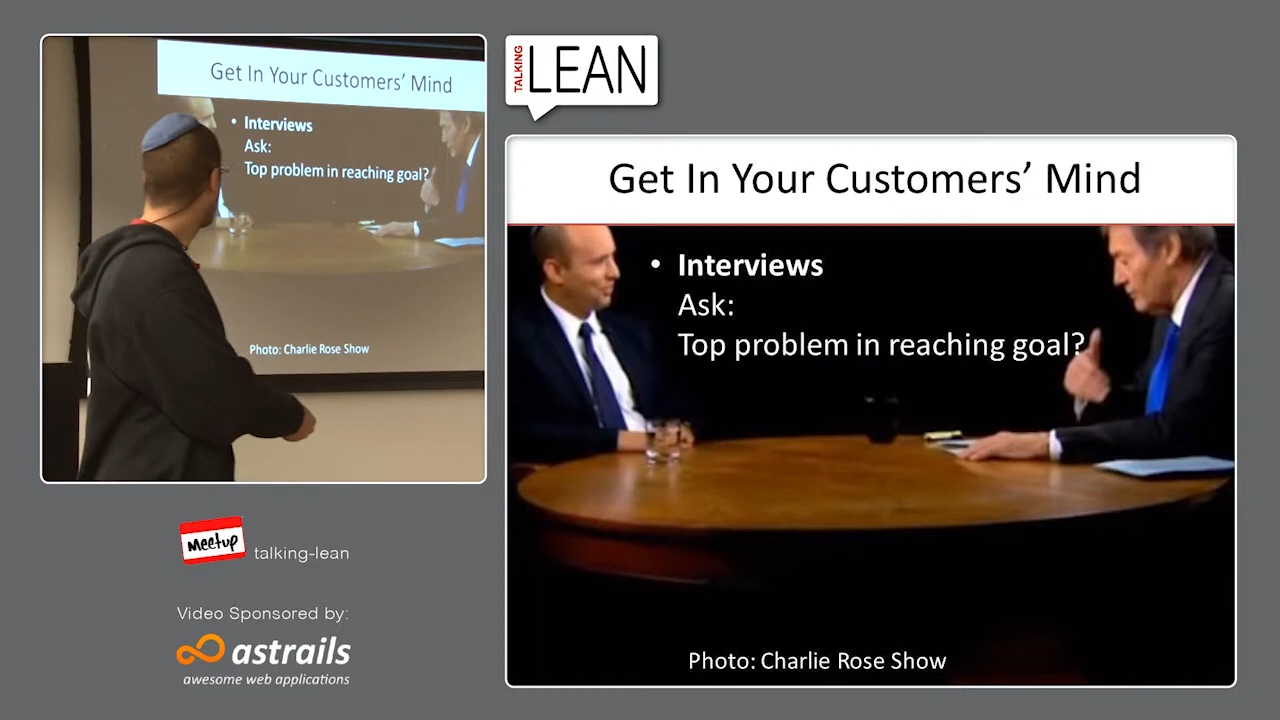 Get In Your Customers' Mind
• Interviews
Ask:
Top problem in reaching goal?
Photo: Charlie Rose Show
TALKING
LEAN
Get In Your Customers' Mind
• Interviews
Ask:
Top problem in reaching goal?
Photo: Charlie Rose Show
meetup talking-lean
Video Sponsored by:
astrails
awesome web applications